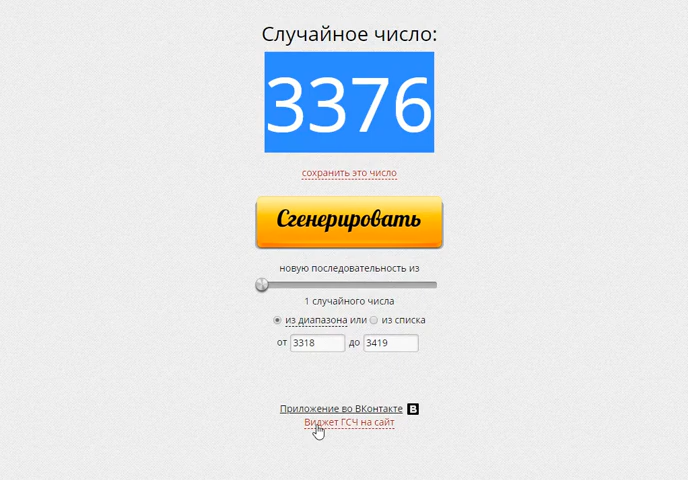 Случайное число:
3376
сохранить это число
Сгенерировать
новую последовательность из
1 случайного числа
из диапазона или из списка
от 3318 до 3419
Приложение во ВКонтакте В
Виджет ГСЧ на сайт